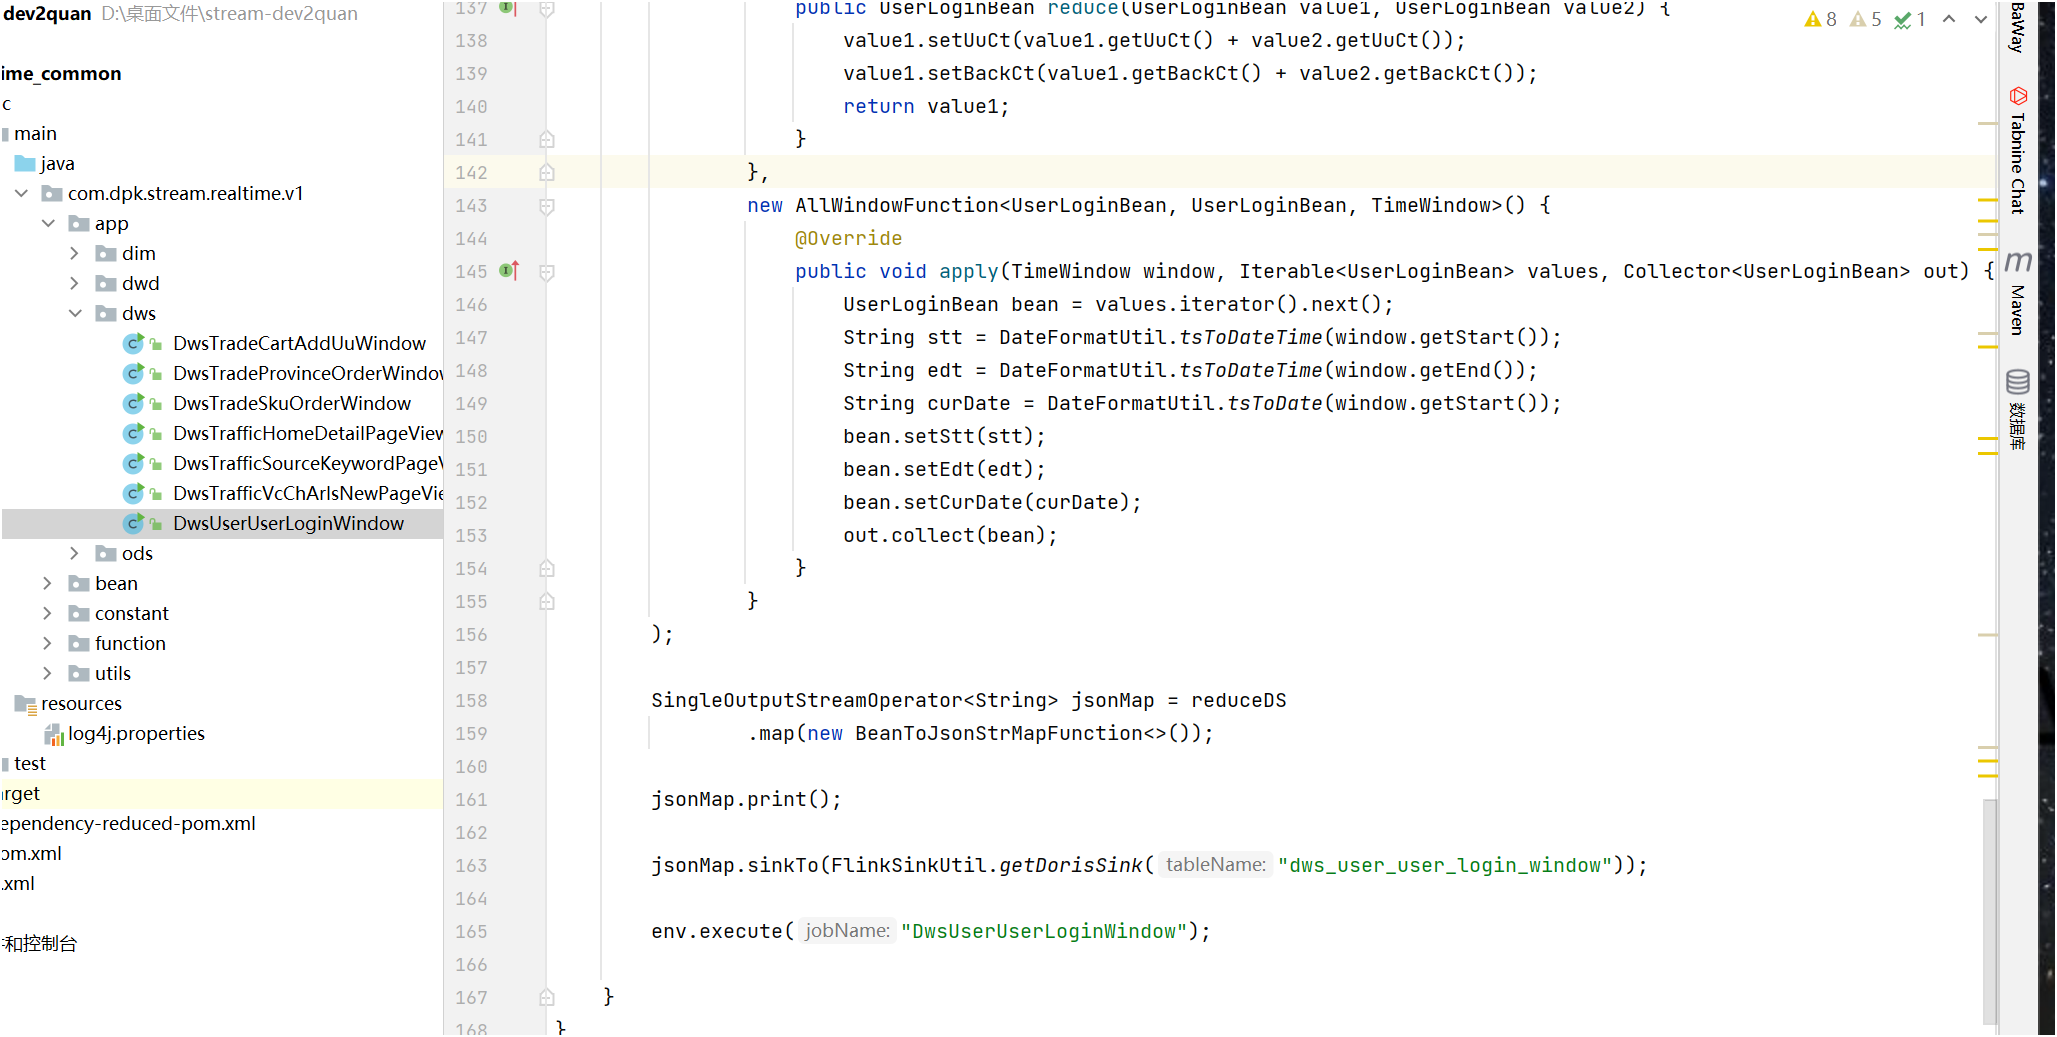 dev2quan D:\桌面文件\stream-dev2quan
ime_common
c
main
java
com.dpk.stream.realtime.v1
app
dim
dwd
dws
DwsTradeCartAddUuWindow
DwsTradeProvinceOrderWindow
DwsTradeSkuOrderWindow
DwsTrafficHomeDetailPageView
DwsTrafficSourceKeywordPageV
DwsTrafficVcChArIsNewPageVie
DwsUserUserLoginWindow
ods
bean
constant
function
utils
resources
log4j.properties
test
arget
ependency-reduced-pom.xml
om.xml
.xml
和控制台
137 public UserLoginBean reduce(UserLoginBean value1, UserLoginBean value2) {
138 value1.setUuCt(value1.getUuCt() + value2.getUuCt());
139 value1.setBackCt(value1.getBackCt() + value2.getBackCt());
140 return value1;
141 }
142 },
143 new AllWindowFunction<UserLoginBean, UserLoginBean, TimeWindow>() {
144 @Override
145 public void apply(TimeWindow window, Iterable<UserLoginBean> values, Collector<UserLoginBean> out) {
146 UserLoginBean bean = values.iterator().next();
147 String stt = DateFormatUtil.tsToDateTime(window.getStart());
148 String edt = DateFormatUtil.tsToDateTime(window.getEnd());
149 String curDate = DateFormatUtil.tsToDate(window.getStart());
150 bean.setStt(stt);
151 bean.setEdt(edt);
152 bean.setCurDate(curDate);
153 out.collect(bean);
154 }
155 }
156 );
157
158 SingleOutputStreamOperator<String> jsonMap = reduceDS
159 .map(new BeanToJsonStrMapFunction<>());
160
161 jsonMap.print();
162
163 jsonMap.sinkTo(FlinkSinkUtil.getDorisSink( tableName: "dws_user_user_login_window"));
164
165 env.execute( jobName: "DwsUserUserLoginWindow");
166
167 }
168 }
8 5 1
BaWay
Tabnine Chat
m Maven
数据库